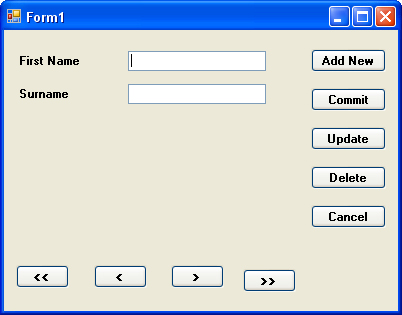 Form1
First Name
Add New
Surname
Commit
Update
Delete
Cancel
<<
<
>
>>